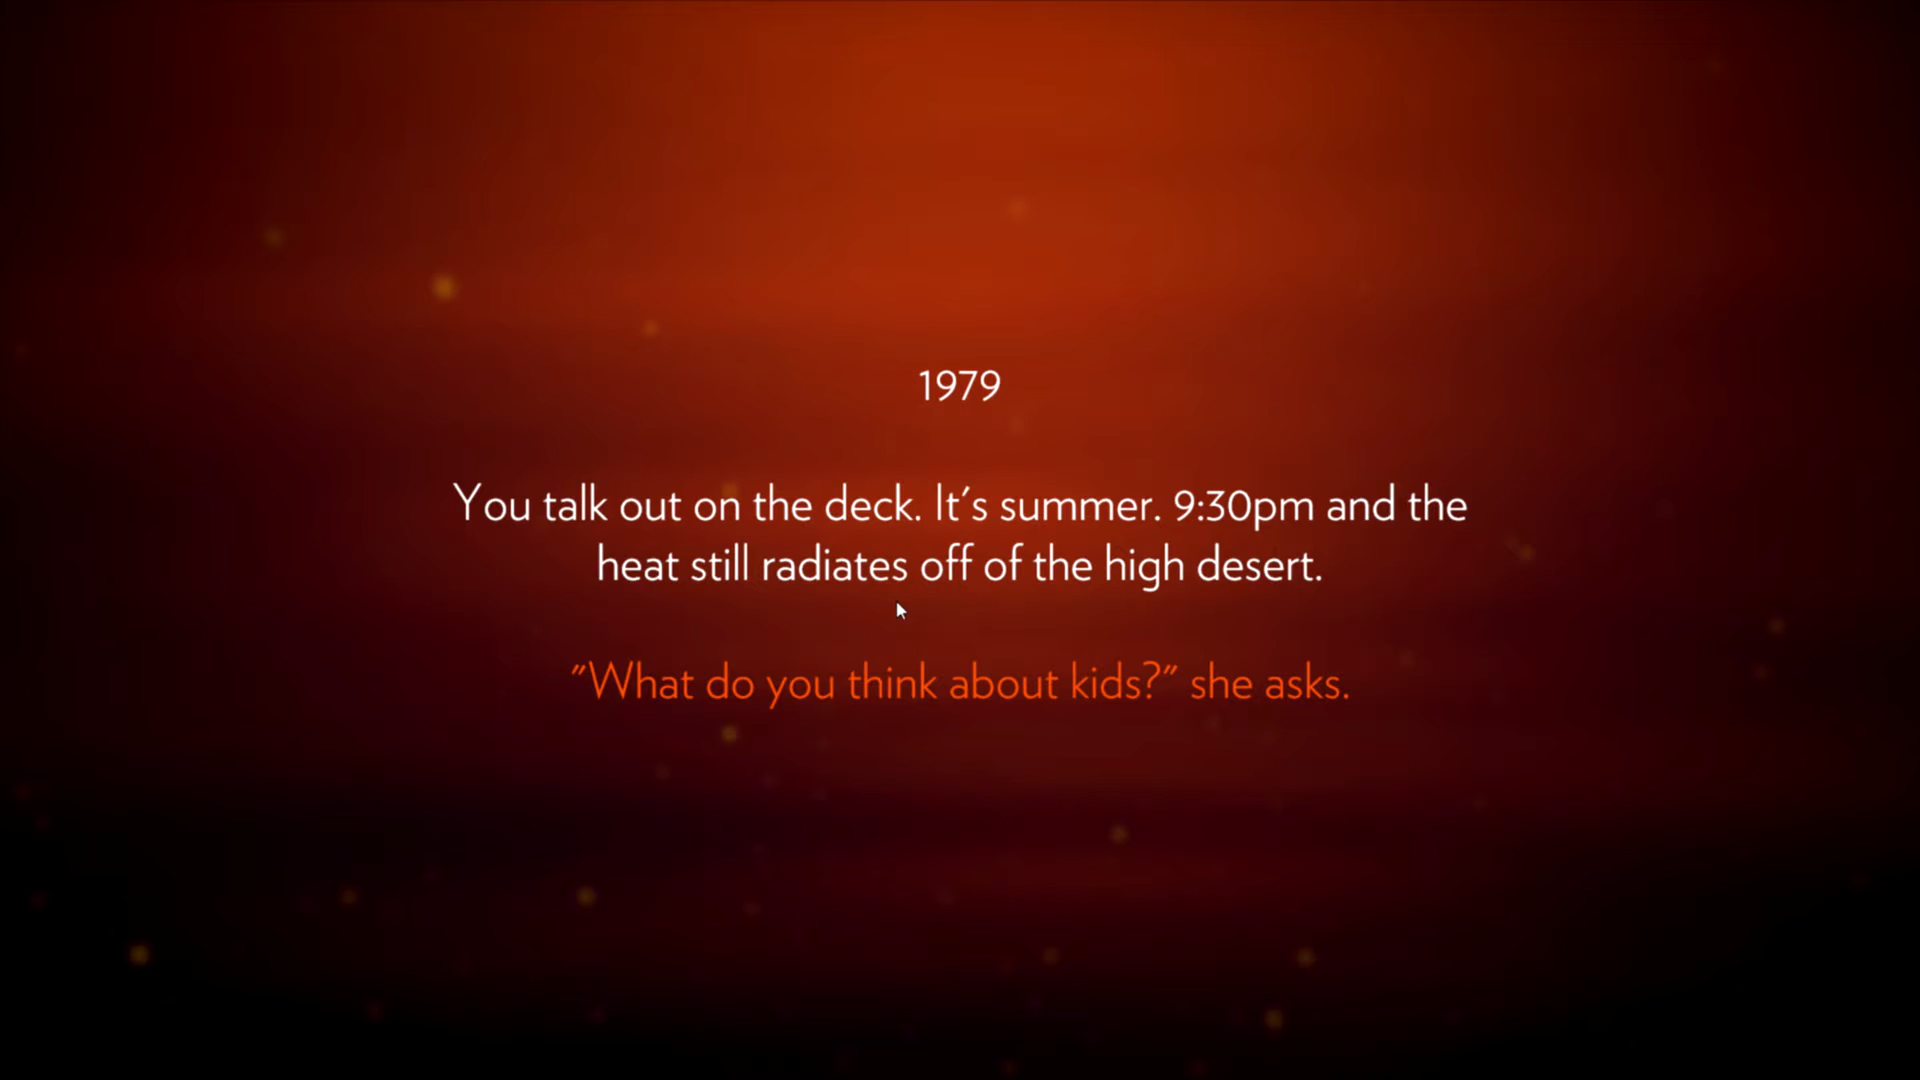 1979
You talk out on the deck. It's summer. 9:30pm and the
heat still radiates off of the high desert.
"What do you think about kids?" she asks.